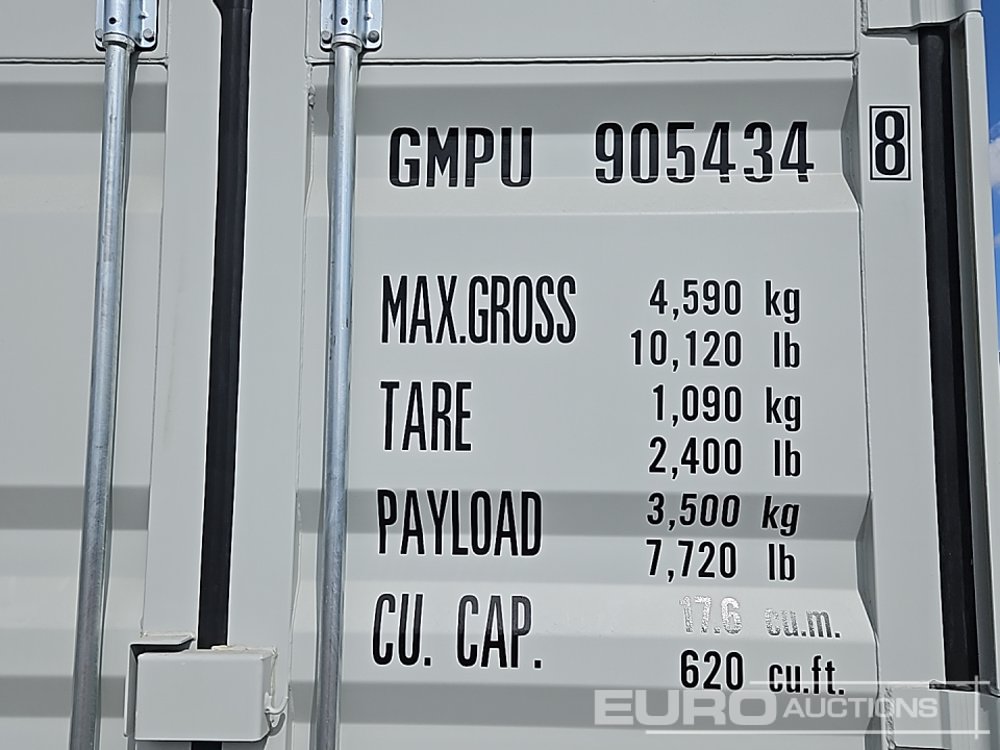 GMPU 905434 8
MAX.GROSS 4,590 kg
10,120 lb
TARE 1,090 kg
2,400 lb
PAYLOAD 3,500 kg
7,720 lb
CU. CAP. 17.6 cu.m.
620 cu.ft.
EURO AUCTIONS